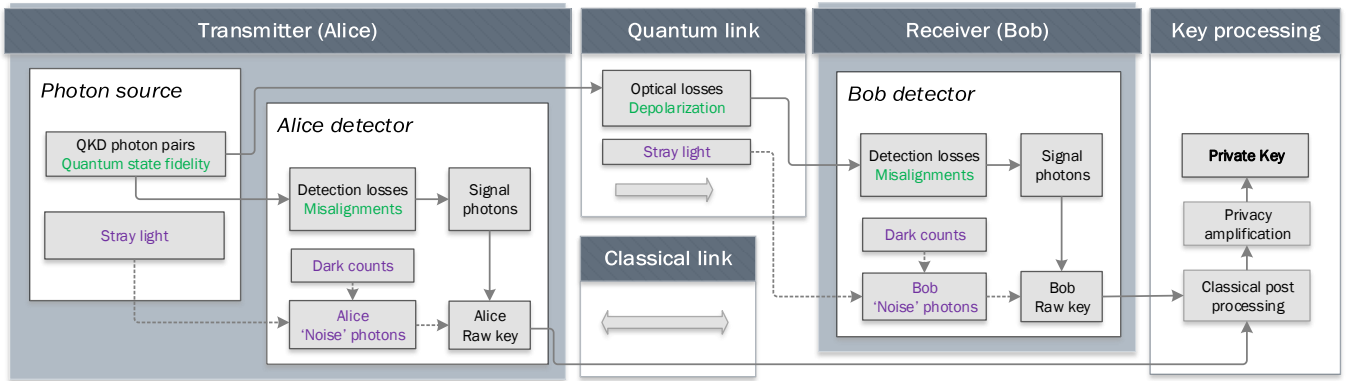 Transmitter (Alice)
Photon source
QKD photon pairs
Quantum state fidelity
Stray light
Alice detector
Detection losses
Misalignments
Signal
photons
Dark counts
Alice
‘Noise’ photons
Alice
Raw key
Quantum link
Optical losses
Depolarization
Stray light
Classical link
Receiver (Bob)
Bob detector
Detection losses
Misalignments
Signal
photons
Dark counts
Bob
‘Noise’ photons
Bob
Raw key
Key processing
Private Key
Privacy
amplification
Classical post
processing